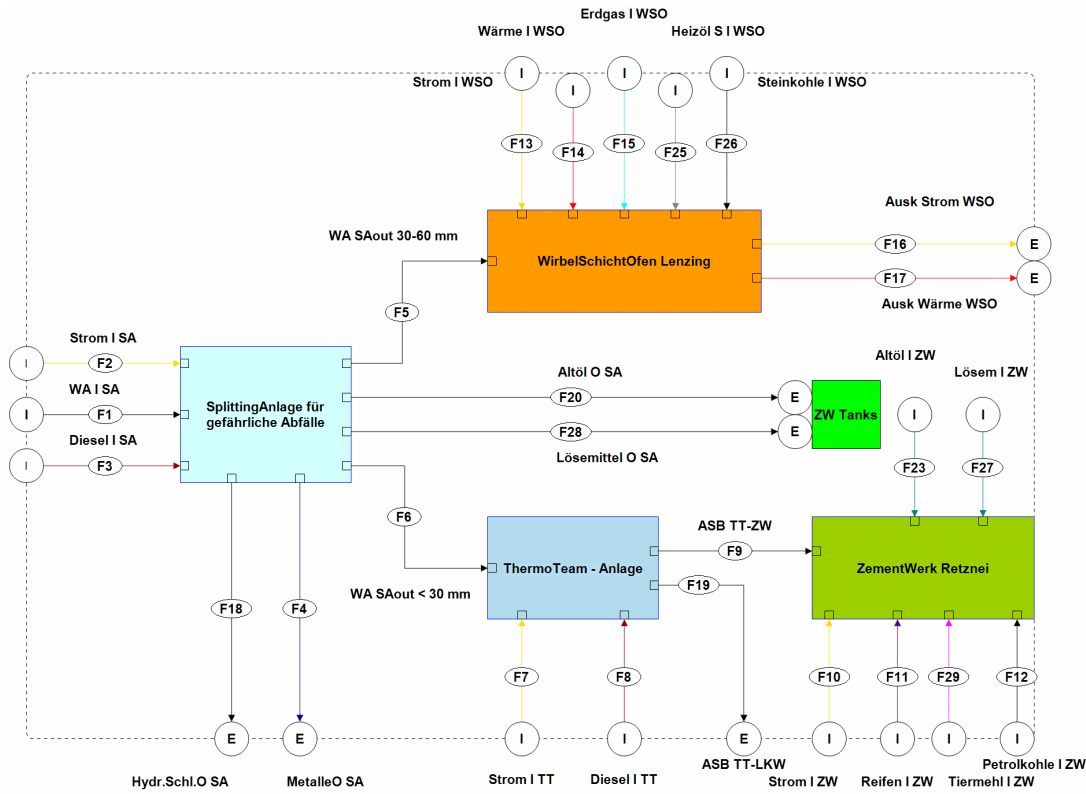 Erdgas I WSO
Wärme I WSO
Heizöl S I WSO
Strom I WSO
I
I
I
I
I
Steinkohle I WSO
F13
F14
F15
F25
F26
Ausk Strom WSO
WA SAout 30-60 mm
WirbelSchichtOfen Lenzing
F16
E
F17
E
Ausk Wärme WSO
F5
Strom I SA
I
F2
WA I SA
I
F1
Diesel I SA
I
F3
SplittingAnlage für
gefährliche Abfälle
Altöl O SA
F20
E
F28
E
Lösemittel O SA
ZW Tanks
Altöl I ZW
Lösem I ZW
I
I
F23
F27
F6
ASB TT-ZW
F9
ThermoTeam - Anlage
F19
ZementWerk Retznei
WA SAout < 30 mm
F18
F4
F7
F8
F10
F11
F29
F12
E
E
I
I
E
I
I
I
I
Hydr.Schl.O SA
MetalleO SA
Strom I TT
Diesel I TT
ASB TT-LKW
Strom I ZW
Reifen I ZW
Tiermehl I ZW
Petrolkohle I ZW